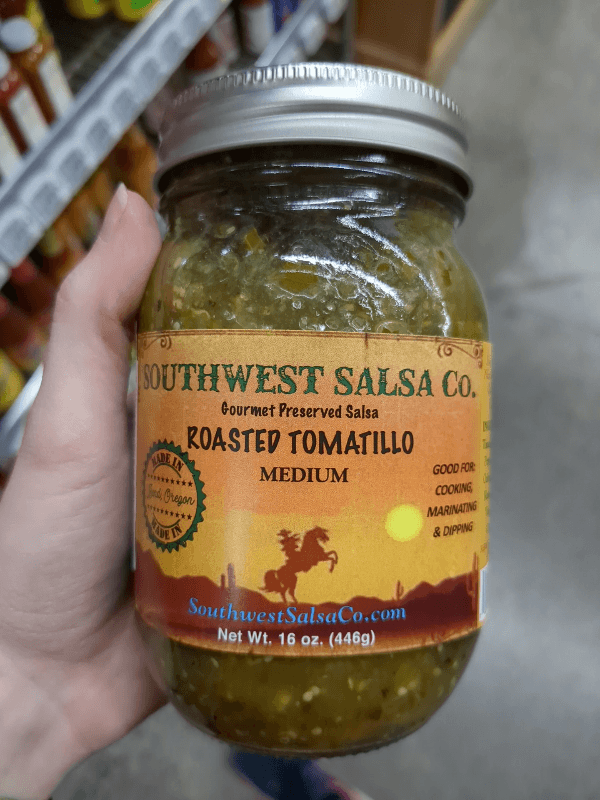 SOUTHWEST SALSA CO.
Gourmet Preserved Salsa
ROASTED TOMATILLO
MEDIUM
MADE IN
Oregon
MADE IN
GOOD FOR:
COOKING,
MARINATING
& DIPPING
SouthwestSalsaCo.com
Net Wt. 16 oz. (446g)